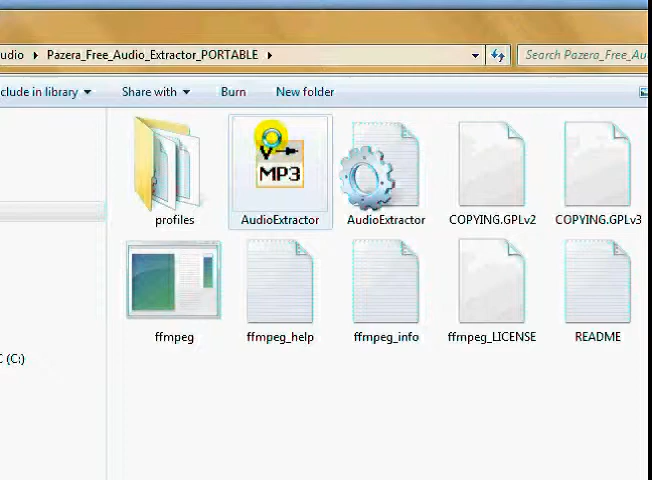 udio ▸ Pazera_Free_Audio_Extractor_PORTABLE ▸
Search Pazera_Free_Au
clude in library ▾ Share with ▾ Burn New folder
V
MP3
profiles AudioExtractor AudioExtractor COPYING.GPLv2 COPYING.GPLv3
ffmpeg ffmpeg_help ffmpeg_info ffmpeg_LICENSE README
C (C:)